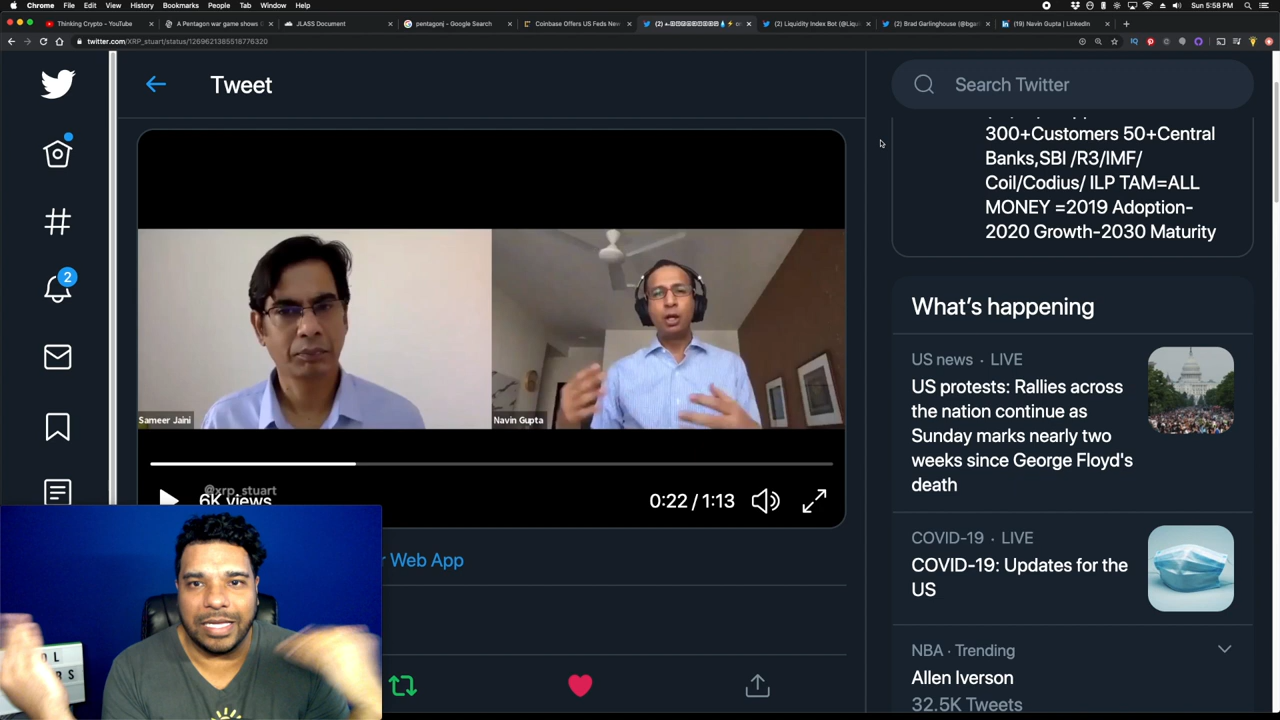 Chrome File Edit View History Bookmarks People Tab Window Help
Sun 5:58 PM
Thinking Crypto - YouTube
A Pentagon war game shows C
JLASS Document
pentagonj - Google Search
Coinbase Offers US Feds New
Liquidity Index Bot (@Liqui
(2) Brad Garlinghouse (@bgar
(19) Navin Gupta | LinkedIn
twitter.com/XRP_stuart/status/1269621385518776320
Tweet
Search Twitter
300+Customers 50+Central
Banks,SBI /R3/IMF/
Coil/Codius/ ILP TAM=ALL
MONEY =2019 Adoption-
2020 Growth-2030 Maturity
What's happening
US news · LIVE
US protests: Rallies across
the nation continue as
Sunday marks nearly two
weeks since George Floyd's
death
COVID-19 · LIVE
COVID-19: Updates for the
US
NBA · Trending
Allen Iverson
32.5K Tweets
2
Sameer Jaini
Navin Gupta
@xrp_stuart
6K views
0:22 / 1:13
r Web App